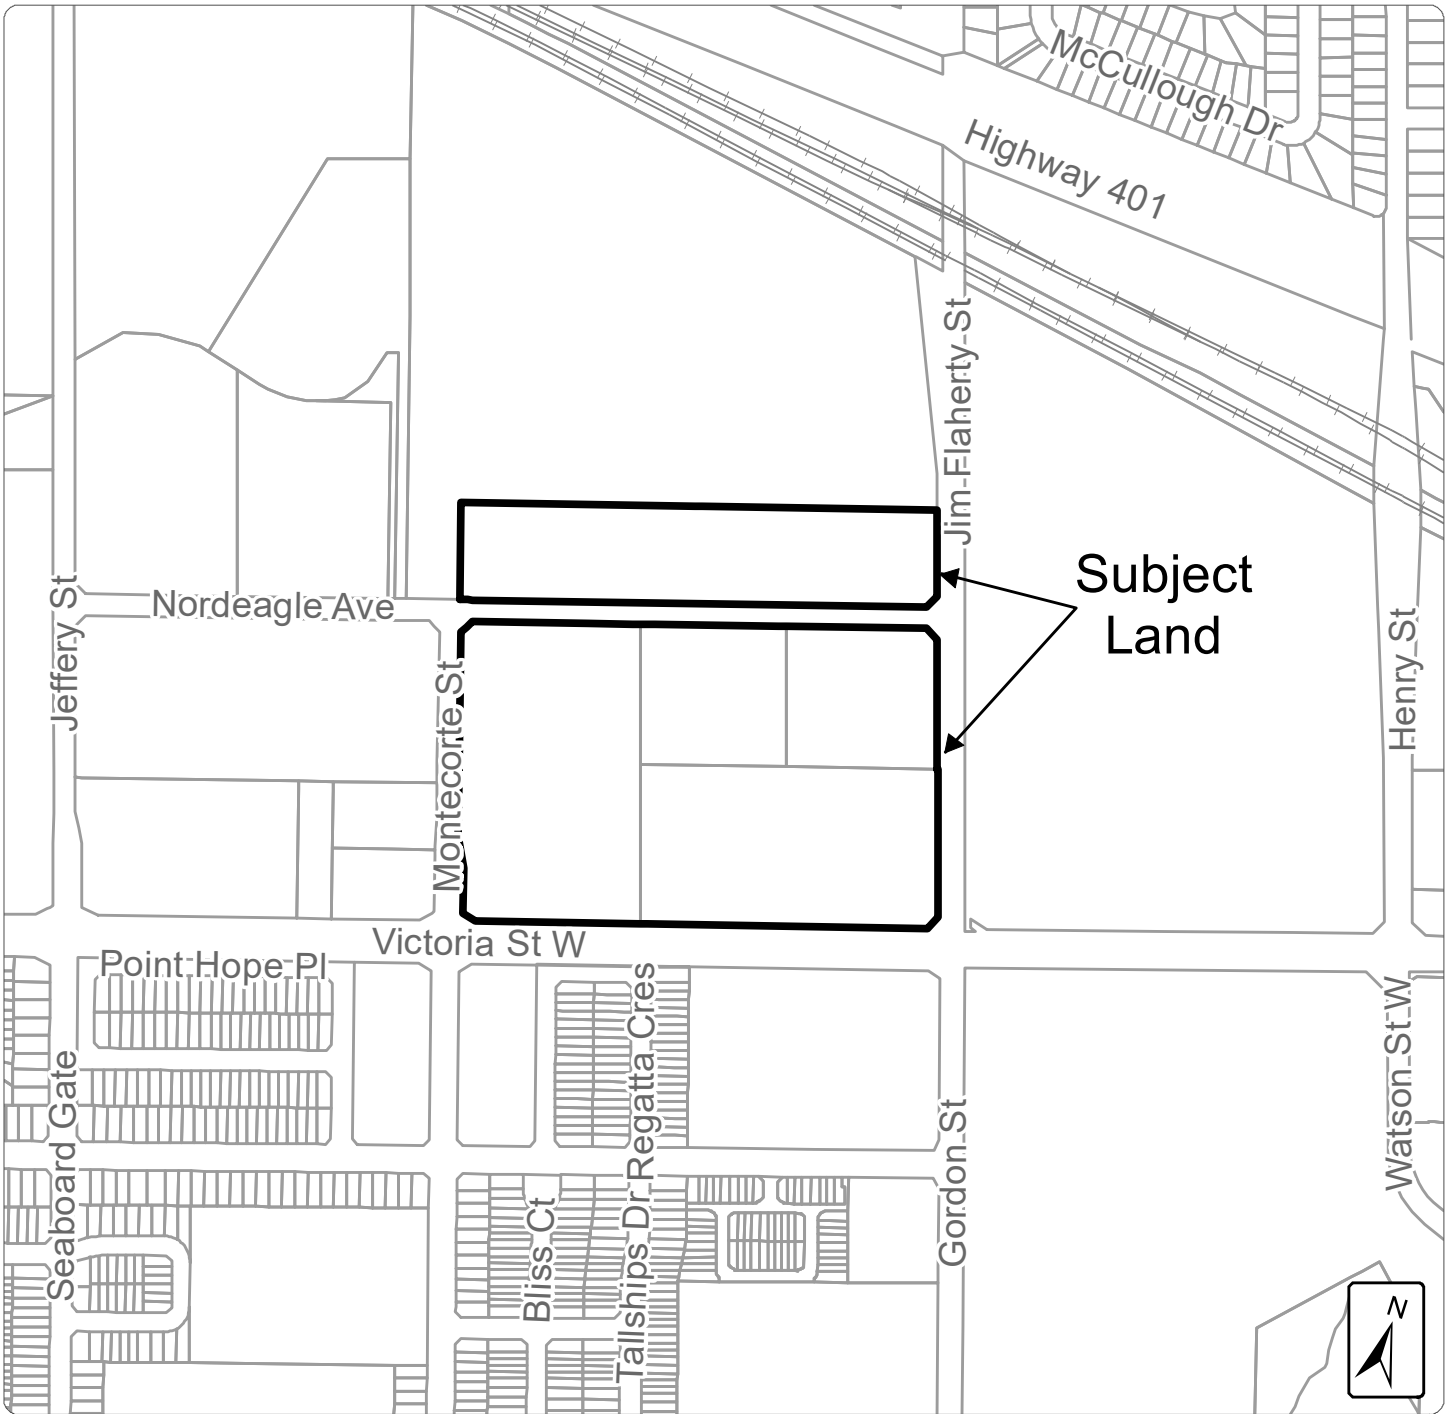 McCullough Dr
Highway 401
Jim Flaherty St
Subject
Land
Jeffery St
Nordeagle Ave
Montecorte St
Henry St
Victoria St W
Point Hope Pl
Regatta Cres
Watson St W
Seaboard Gate
Gordon St
Bliss Ct
Tallships Dr
N